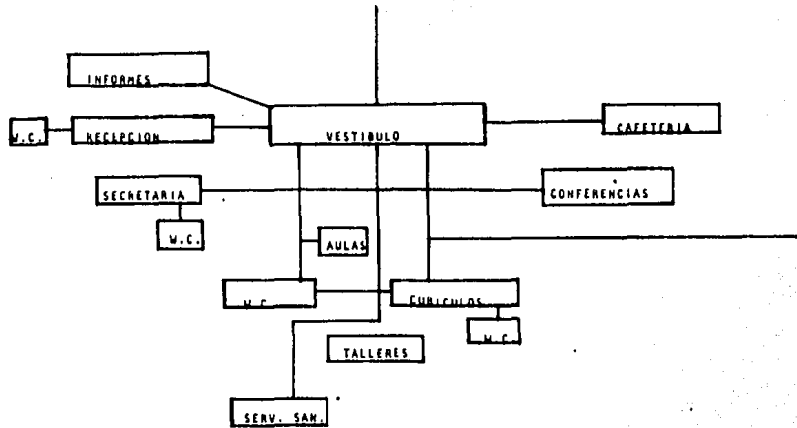 INFORMES
VESTIBULO
CAFETERIA
W.C.
RECEPCION
SECRETARIA
CONFERENCIAS
W.C.
AULAS
W.C.
CUBICULOS
W.C.
TALLERES
SERV. SAN.